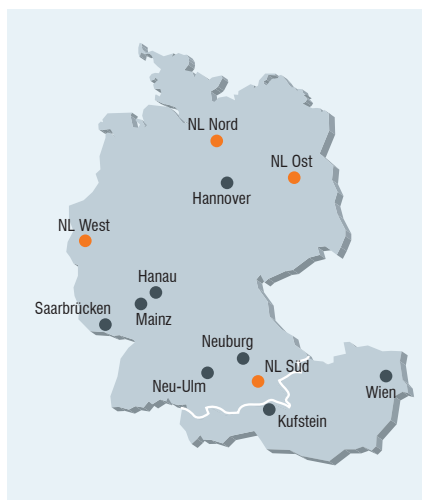 NL Nord
NL Ost
Hannover
NL West
Hanau
Saarbrücken
Mainz
Neuburg
NL Süd
Neu-Ulm
Wien
Kufstein